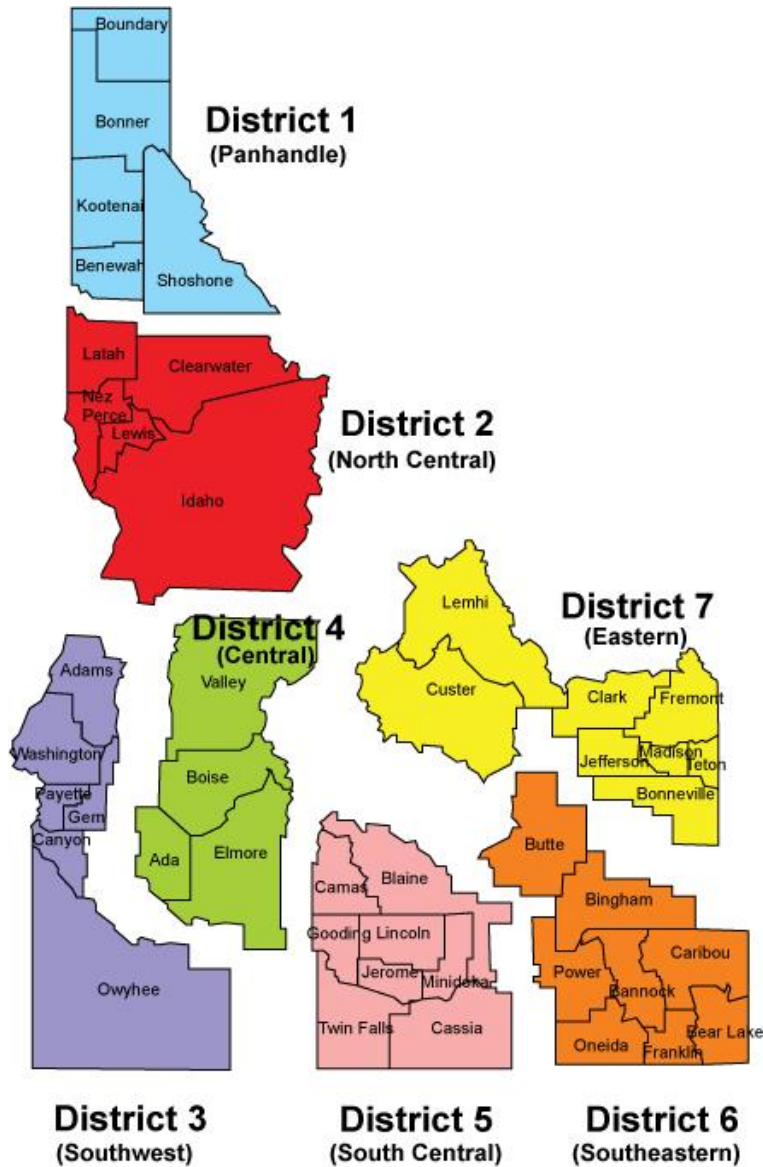 Boundary
Bonner
District 1
(Panhandle)
Kootenai
Benewah
Shoshone
Latah
Clearwater
Nez
Perce
Lewis
District 2
(North Central)
Idaho
Lemhi
District 7
(Eastern)
Custer
Clark
Fremont
Jefferson
Madison
Teton
Bonneville
District 4
(Central)
Valley
Boise
Ada
Elmore
Adams
Washington
Payette
Gem
Canyon
Owyhee
Camas
Blaine
Gooding
Lincoln
Jerome
Minidoka
Twin Falls
Cassia
Butte
Bingham
Power
Bannock
Caribou
Oneida
Franklin
Bear Lake
District 3
(Southwest)
District 5
(South Central)
District 6
(Southeastern)